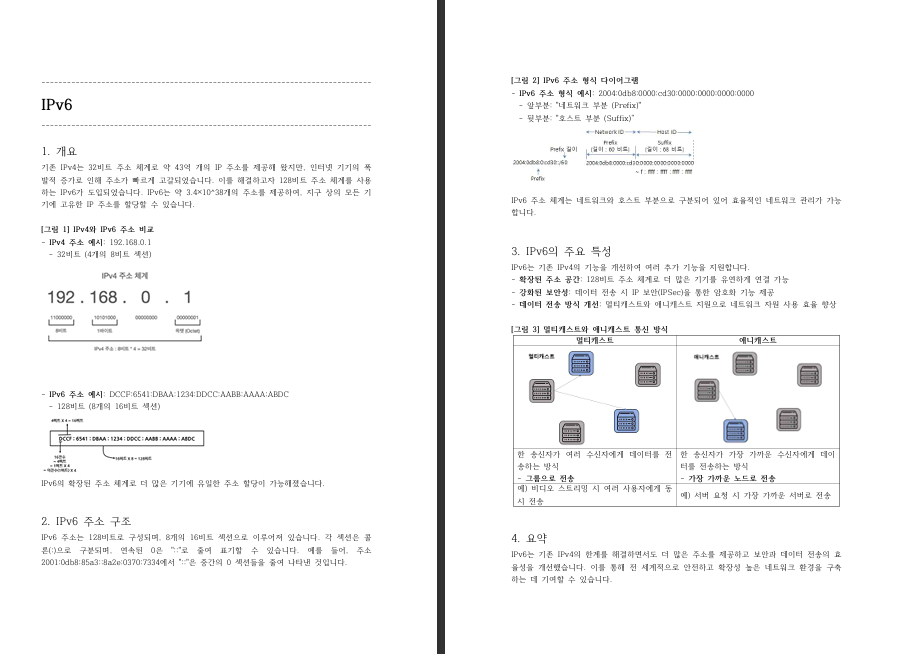 IPv6
1. 개요
기존 IPv4는 32비트 주소 체계로 약 43억 개의 IP 주소를 제공해 왔지만, 인터넷 기기의 폭
발적 증가로 인해 주소가 빠르게 고갈되었습니다. 이를 해결하고자 128비트 주소 체계를 사용
하는 IPv6가 도입되었습니다. IPv6는 약 3.4×10^38개의 주소를 제공하여, 지구 상의 모든 기
기에 고유한 IP 주소를 할당할 수 있습니다.
[그림 1] IPv4와 IPv6 주소 비교
- IPv4 주소 예시: 192.168.0.1
- 32비트 (4개의 8비트 섹션)
IPv4 주소 체계
192 . 168 . 0 . 1
11000000 10101000 00000000 00000001
8비트 1바이트 옥텟 (Octet)
IPv4 주소 : 8비트 * 4 = 32비트
- IPv6 주소 예시: DCCF:6541:DBAA:1234:DDCC:AABB:AAAA:ABDC
- 128비트 (8개의 16비트 섹션)
4비트 X 4 = 16비트
DCCF : 6541 : DBAA : 1234 : DDCC : AABB : AAAA : ABDC
16비트 X 8 = 128비트
16진수
= 4비트
IPv6의 확장된 주소 체계로 더 많은 기기에 유일한 주소 할당이 가능해졌습니다.
2. IPv6 주소 구조
IPv6 주소는 128비트로 구성되며, 8개의 16비트 섹션으로 이루어져 있습니다. 각 섹션은 콜
론(:)으로 구분되며, 연속된 0은 "::"로 줄여 표기할 수 있습니다. 예를 들어, 주소
2001:0db8:85a3::8a2e:0370:7334에서 "::"은 중간의 0 섹션들을 줄여 나타낸 것입니다.
[그림 2] IPv6 주소 형식 다이어그램
- IPv6 주소 형식 예시: 2004:0db8:0000:cd30:0000:0000:0000:0000
- 앞부분: "네트워크 부분 (Prefix)"
- 뒷부분: "호스트 부분 (Suffix)"
Network ID Host ID
Prefix 길이 Prefix (길이 : 60 비트) Suffix (길이 : 68 비트)
2004:0db8:0:cd30::/60 2004:0db8:0000:cd30:0000:0000:0000:0000
~ f : ffff : ffff : ffff : ffff
Prefix
IPv6 주소 체계는 네트워크와 호스트 부분으로 구분되어 있어 효율적인 네트워크 관리가 가능
합니다.
3. IPv6의 주요 특성
IPv6는 기존 IPv4의 기능을 개선하여 여러 추가 기능을 지원합니다.
- 확장된 주소 공간: 128비트 주소 체계로 더 많은 기기를 유연하게 연결 가능
- 강화된 보안성: 데이터 전송 시 IP 보안(IPSec)을 통한 암호화 기능 제공
- 데이터 전송 방식 개선: 멀티캐스트와 애니캐스트 지원으로 네트워크 자원 사용 효율 향상
[그림 3] 멀티캐스트와 애니캐스트 통신 방식
멀티캐스트 애니캐스트
멀티캐스트 애니캐스트
한 송신자가 여러 수신자에게 데이터를 전
송하는 방식
- 그룹으로 전송
한 송신자가 가장 가까운 수신자에게 데이
터를 전송하는 방식
- 가장 가까운 노드로 전송
예) 비디오 스트리밍 시 여러 사용자에게 동
시 전송
예) 서버 요청 시 가장 가까운 서버로 전송
4. 요약
IPv6는 기존 IPv4의 한계를 해결하면서도 더 많은 주소를 제공하고 보안과 데이터 전송의 효
율성을 개선했습니다. 이를 통해 전 세계적으로 안전하고 확장성 높은 네트워크 환경을 구축
하는 데 기여할 수 있습니다.